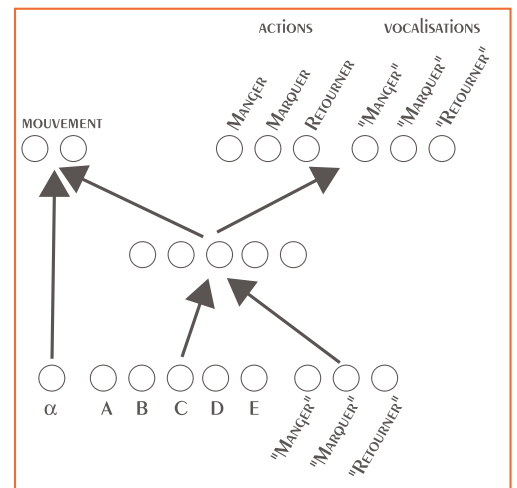 ACTIONS VOCALISATIONS
MANGER MARQUER RETOURNER "MANGER" "MARQUER" "RETOURNER"
MOUVEMENT
α A B C D E
"MANGER" "MARQUER" "RETOURNER"